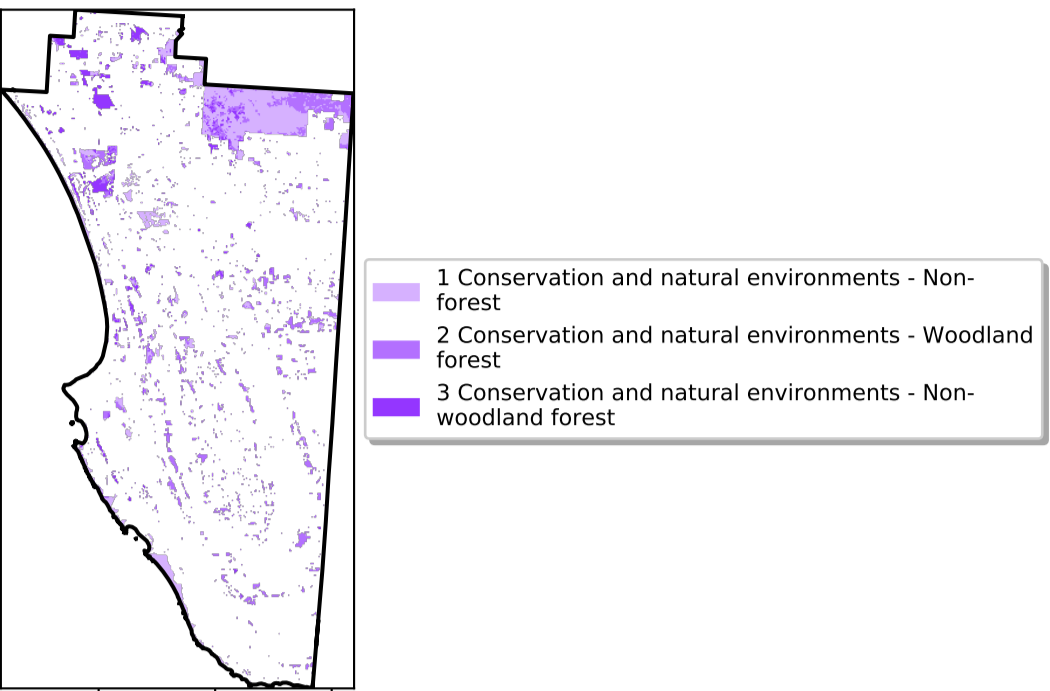 1 Conservation and natural environments - Non-
forest
2 Conservation and natural environments - Woodland
forest
3 Conservation and natural environments - Non-
woodland forest